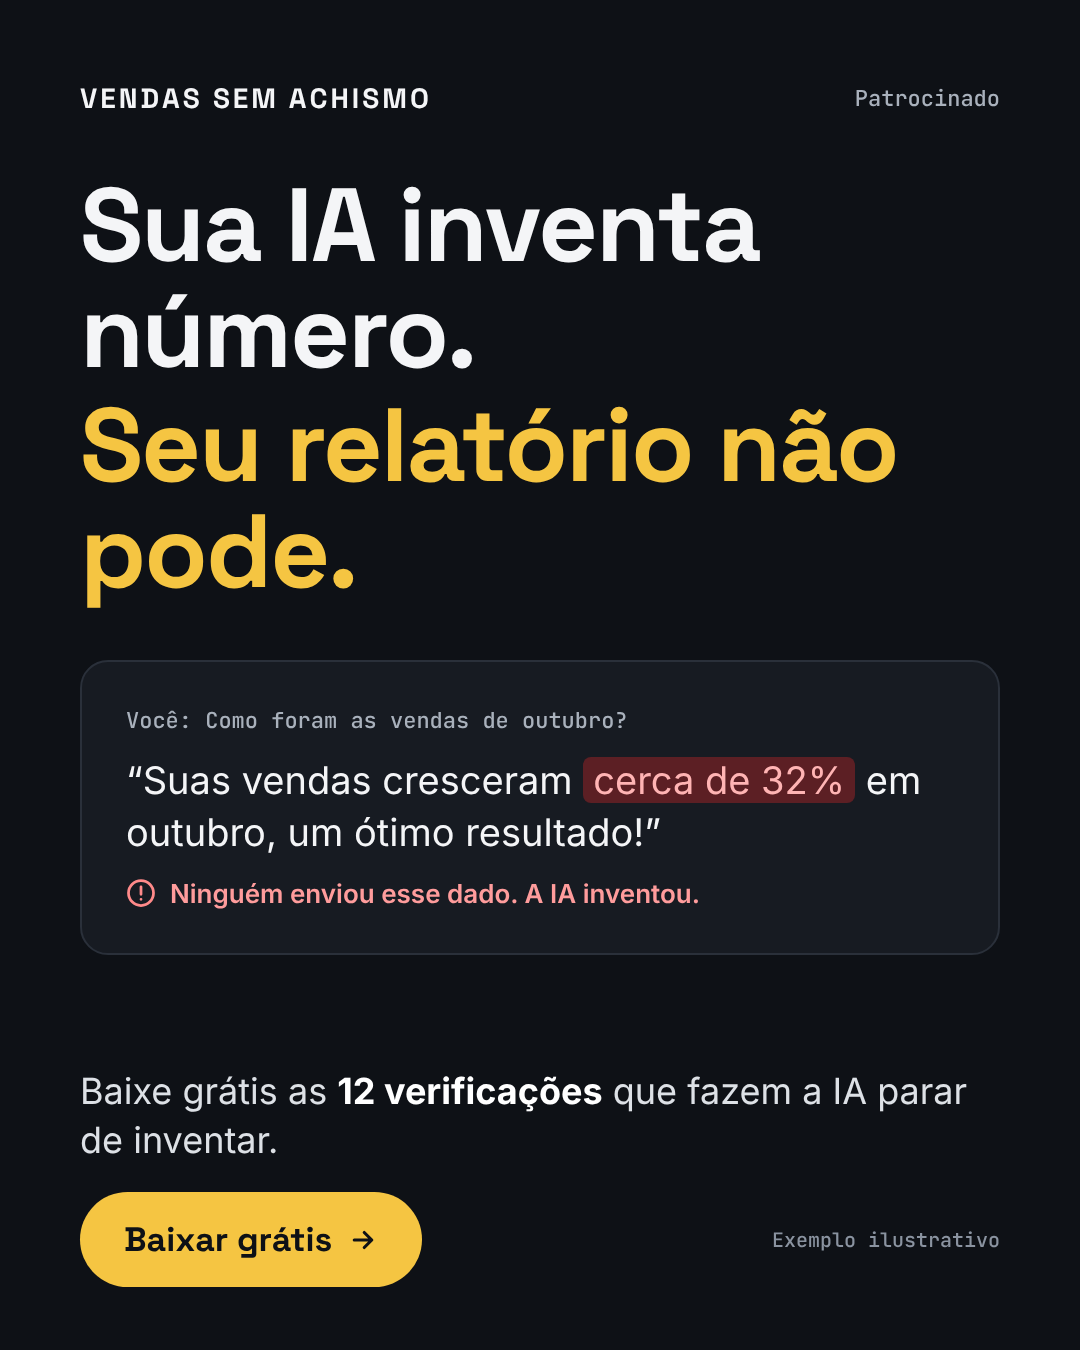 VENDAS SEM ACHISMO
Patrocinado
Sua IA inventa
número.
Seu relatório não
pode.
Você: Como foram as vendas de outubro?
“Suas vendas cresceram cerca de 32% em
outubro, um ótimo resultado!”
Ninguém enviou esse dado. A IA inventou.
Baixe grátis as 12 verificações que fazem a IA parar
de inventar.
Baixar grátis →
Exemplo ilustrativo